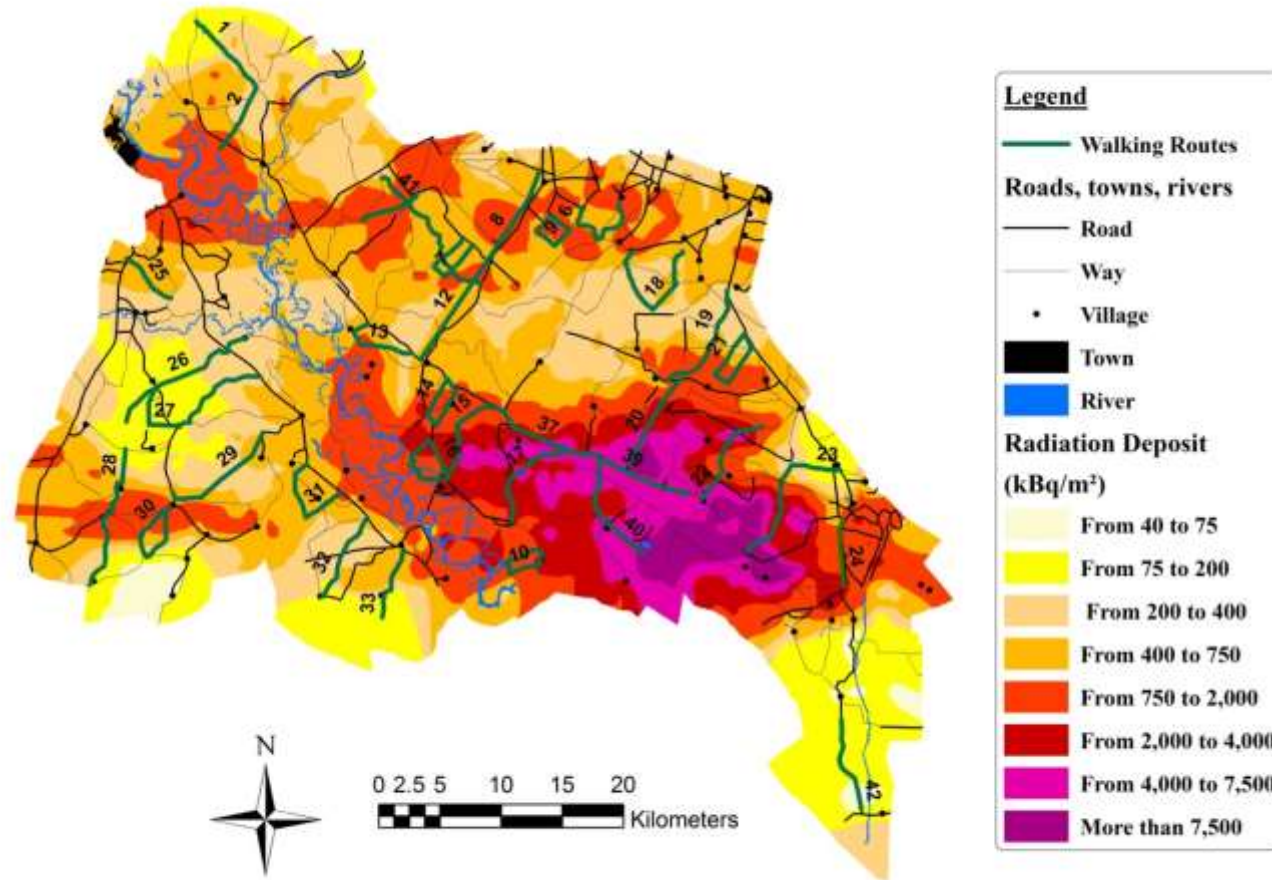 1
2
41
8
9
6
12
18
25
19
13
21
26
14
15
27
37
20
29
39
23
28
31
30
40
10
24
32
33
42
N
0 2.5 5 10 15 20
Kilometers
Legend
Walking Routes
Roads, towns, rivers
Road
Way
Village
Town
River
Radiation Deposit
(kBq/m²)
From 40 to 75
From 75 to 200
From 200 to 400
From 400 to 750
From 750 to 2,000
From 2,000 to 4,000
From 4,000 to 7,500
More than 7,500